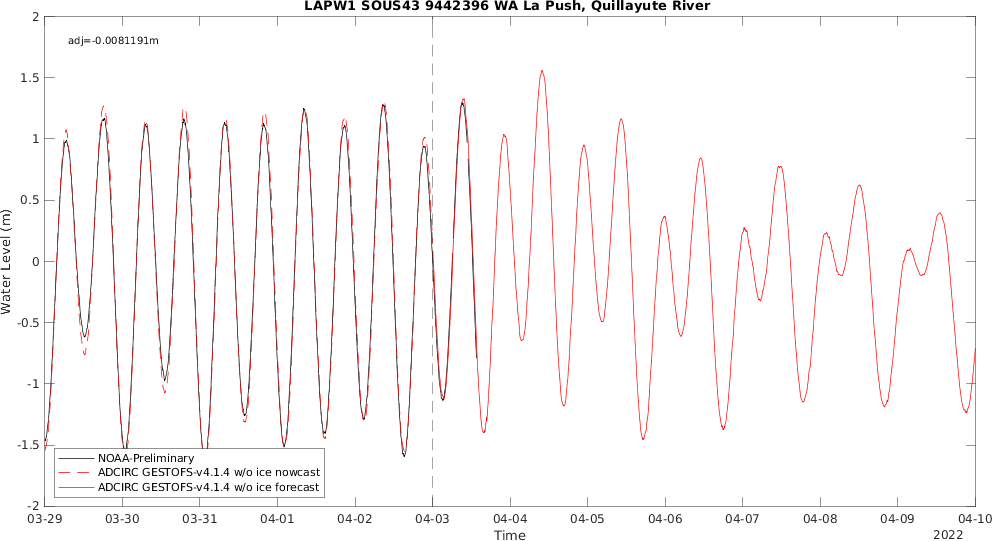 LAPW1 SOUS43 9442396 WA La Push, Quillayute River
adj=-0.0081191m
Water Level (m)
2
1.5
1
0.5
0
-0.5
-1
-1.5
-2
NOAA-Preliminary
ADCIRC GESTOFS-v4.1.4 w/o ice nowcast
ADCIRC GESTOFS-v4.1.4 w/o ice forecast
03-29 03-30 03-31 04-01 04-02 04-03 04-04 04-05 04-06 04-07 04-08 04-09 04-10
Time
2022